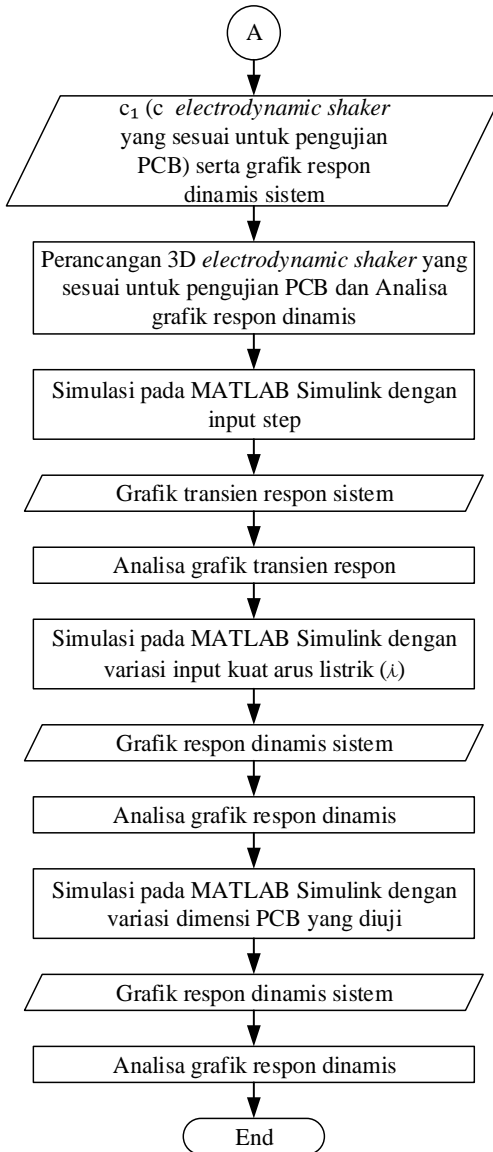 A
c₁ (c electrodynamic shaker
yang sesuai untuk pengujian
PCB) serta grafik respon
dinamis sistem
Perancangan 3D electrodynamic shaker yang
sesuai untuk pengujian PCB dan Analisa
grafik respon dinamis
Simulasi pada MATLAB Simulink dengan
input step
Grafik transien respon sistem
Analisa grafik transien respon
Simulasi pada MATLAB Simulink dengan
variasi input kuat arus listrik (i)
Grafik respon dinamis sistem
Analisa grafik respon dinamis
Simulasi pada MATLAB Simulink dengan
variasi dimensi PCB yang diuji
Grafik respon dinamis sistem
Analisa grafik respon dinamis
End